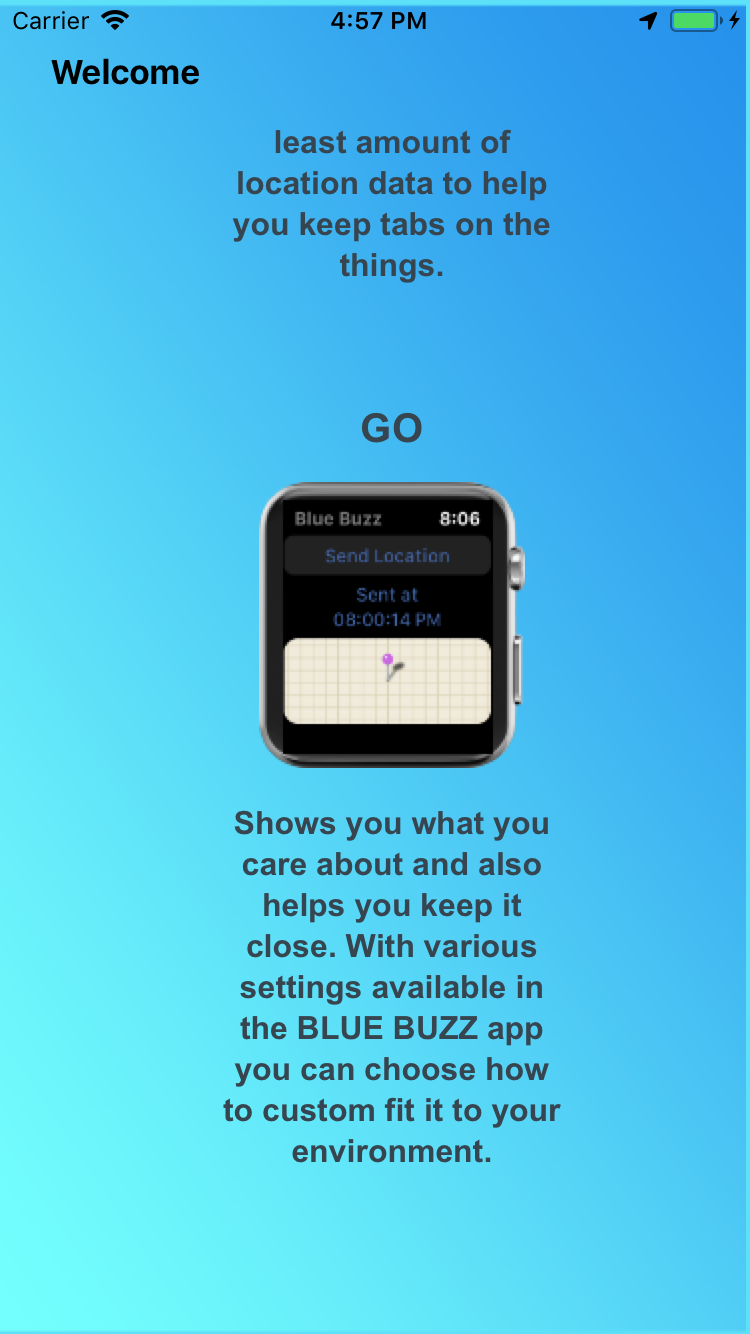 Carrier 4:57 PM
Welcome
least amount of
location data to help
you keep tabs on the
things.
GO
Blue Buzz 8:06
Send Location
Sent at
08:00:14 PM
Shows you what you
care about and also
helps you keep it
close. With various
settings available in
the BLUE BUZZ app
you can choose how
to custom fit it to your
environment.